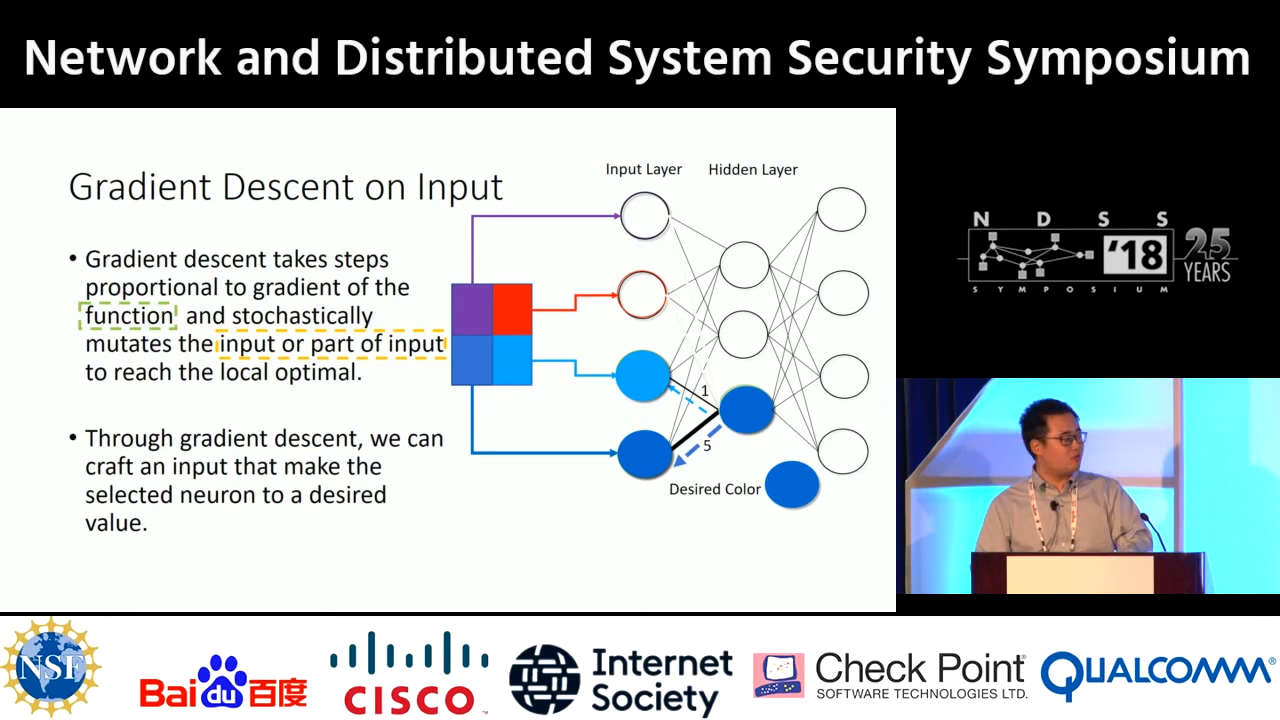 Network and Distributed System Security Symposium
Gradient Descent on Input
• Gradient descent takes steps
proportional to gradient of the
function and stochastically
mutates the input or part of input
to reach the local optimal.
• Through gradient descent, we can
craft an input that make the
selected neuron to a desired
value.
Input Layer
Hidden Layer
1
5
Desired Color
N D S S
'18
SYMPOSIUM
25
YEARS
NSF
Bai du 百度
CISCO
Internet
Society
Check Point
SOFTWARE TECHNOLOGIES LTD.
QUALCOMM®